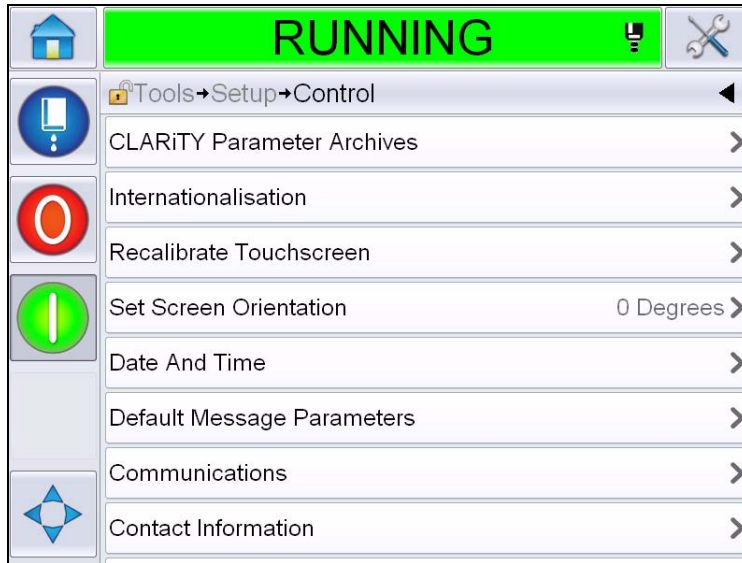 RUNNING
Tools→Setup→Control
CLARiTY Parameter Archives
Internationalisation
Recalibrate Touchscreen
Set Screen Orientation 0 Degrees
Date And Time
Default Message Parameters
Communications
Contact Information